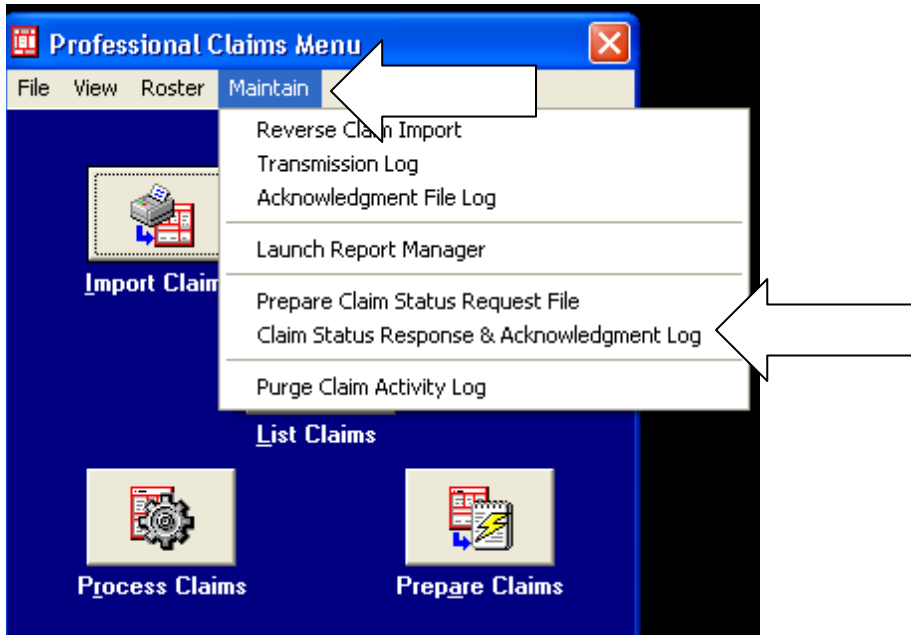 Professional Claims Menu
File View Roster Maintain
Reverse Claim Import
Transmission Log
Acknowledgment File Log
Launch Report Manager
Import Claim
Prepare Claim Status Request File
Claim Status Response & Acknowledgment Log
Purge Claim Activity Log
List Claims
Process Claims Prepare Claims